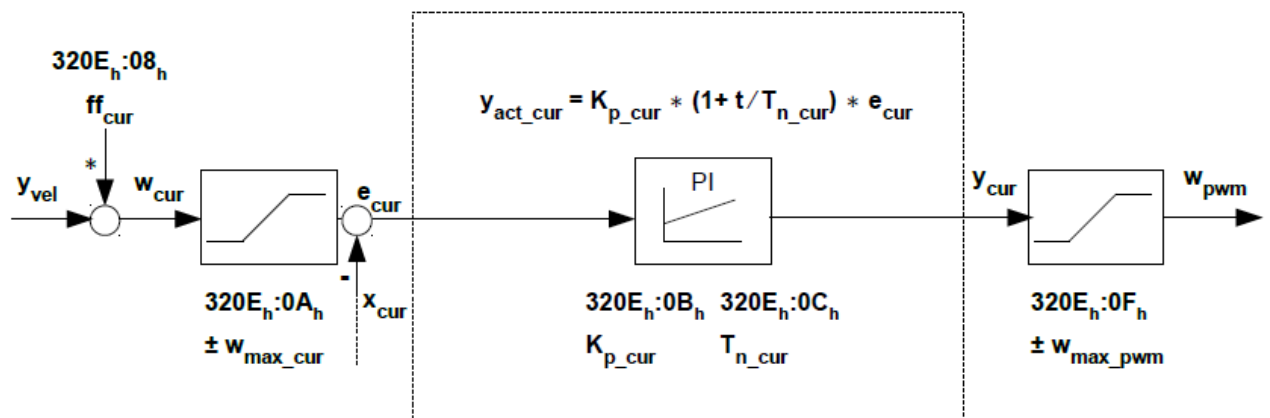 320Eh:08h
ffcur
*
yvel
wcur
ecur
-
xcur
320Eh:0Ah
± wmax_cur
yact_cur = Kp_cur * (1+ t/Tn_cur) * ecur
PI
320Eh:0Bh 320Eh:0Ch
Kp_cur Tn_cur
ycur
wpwm
320Eh:0Fh
± wmax_pwm